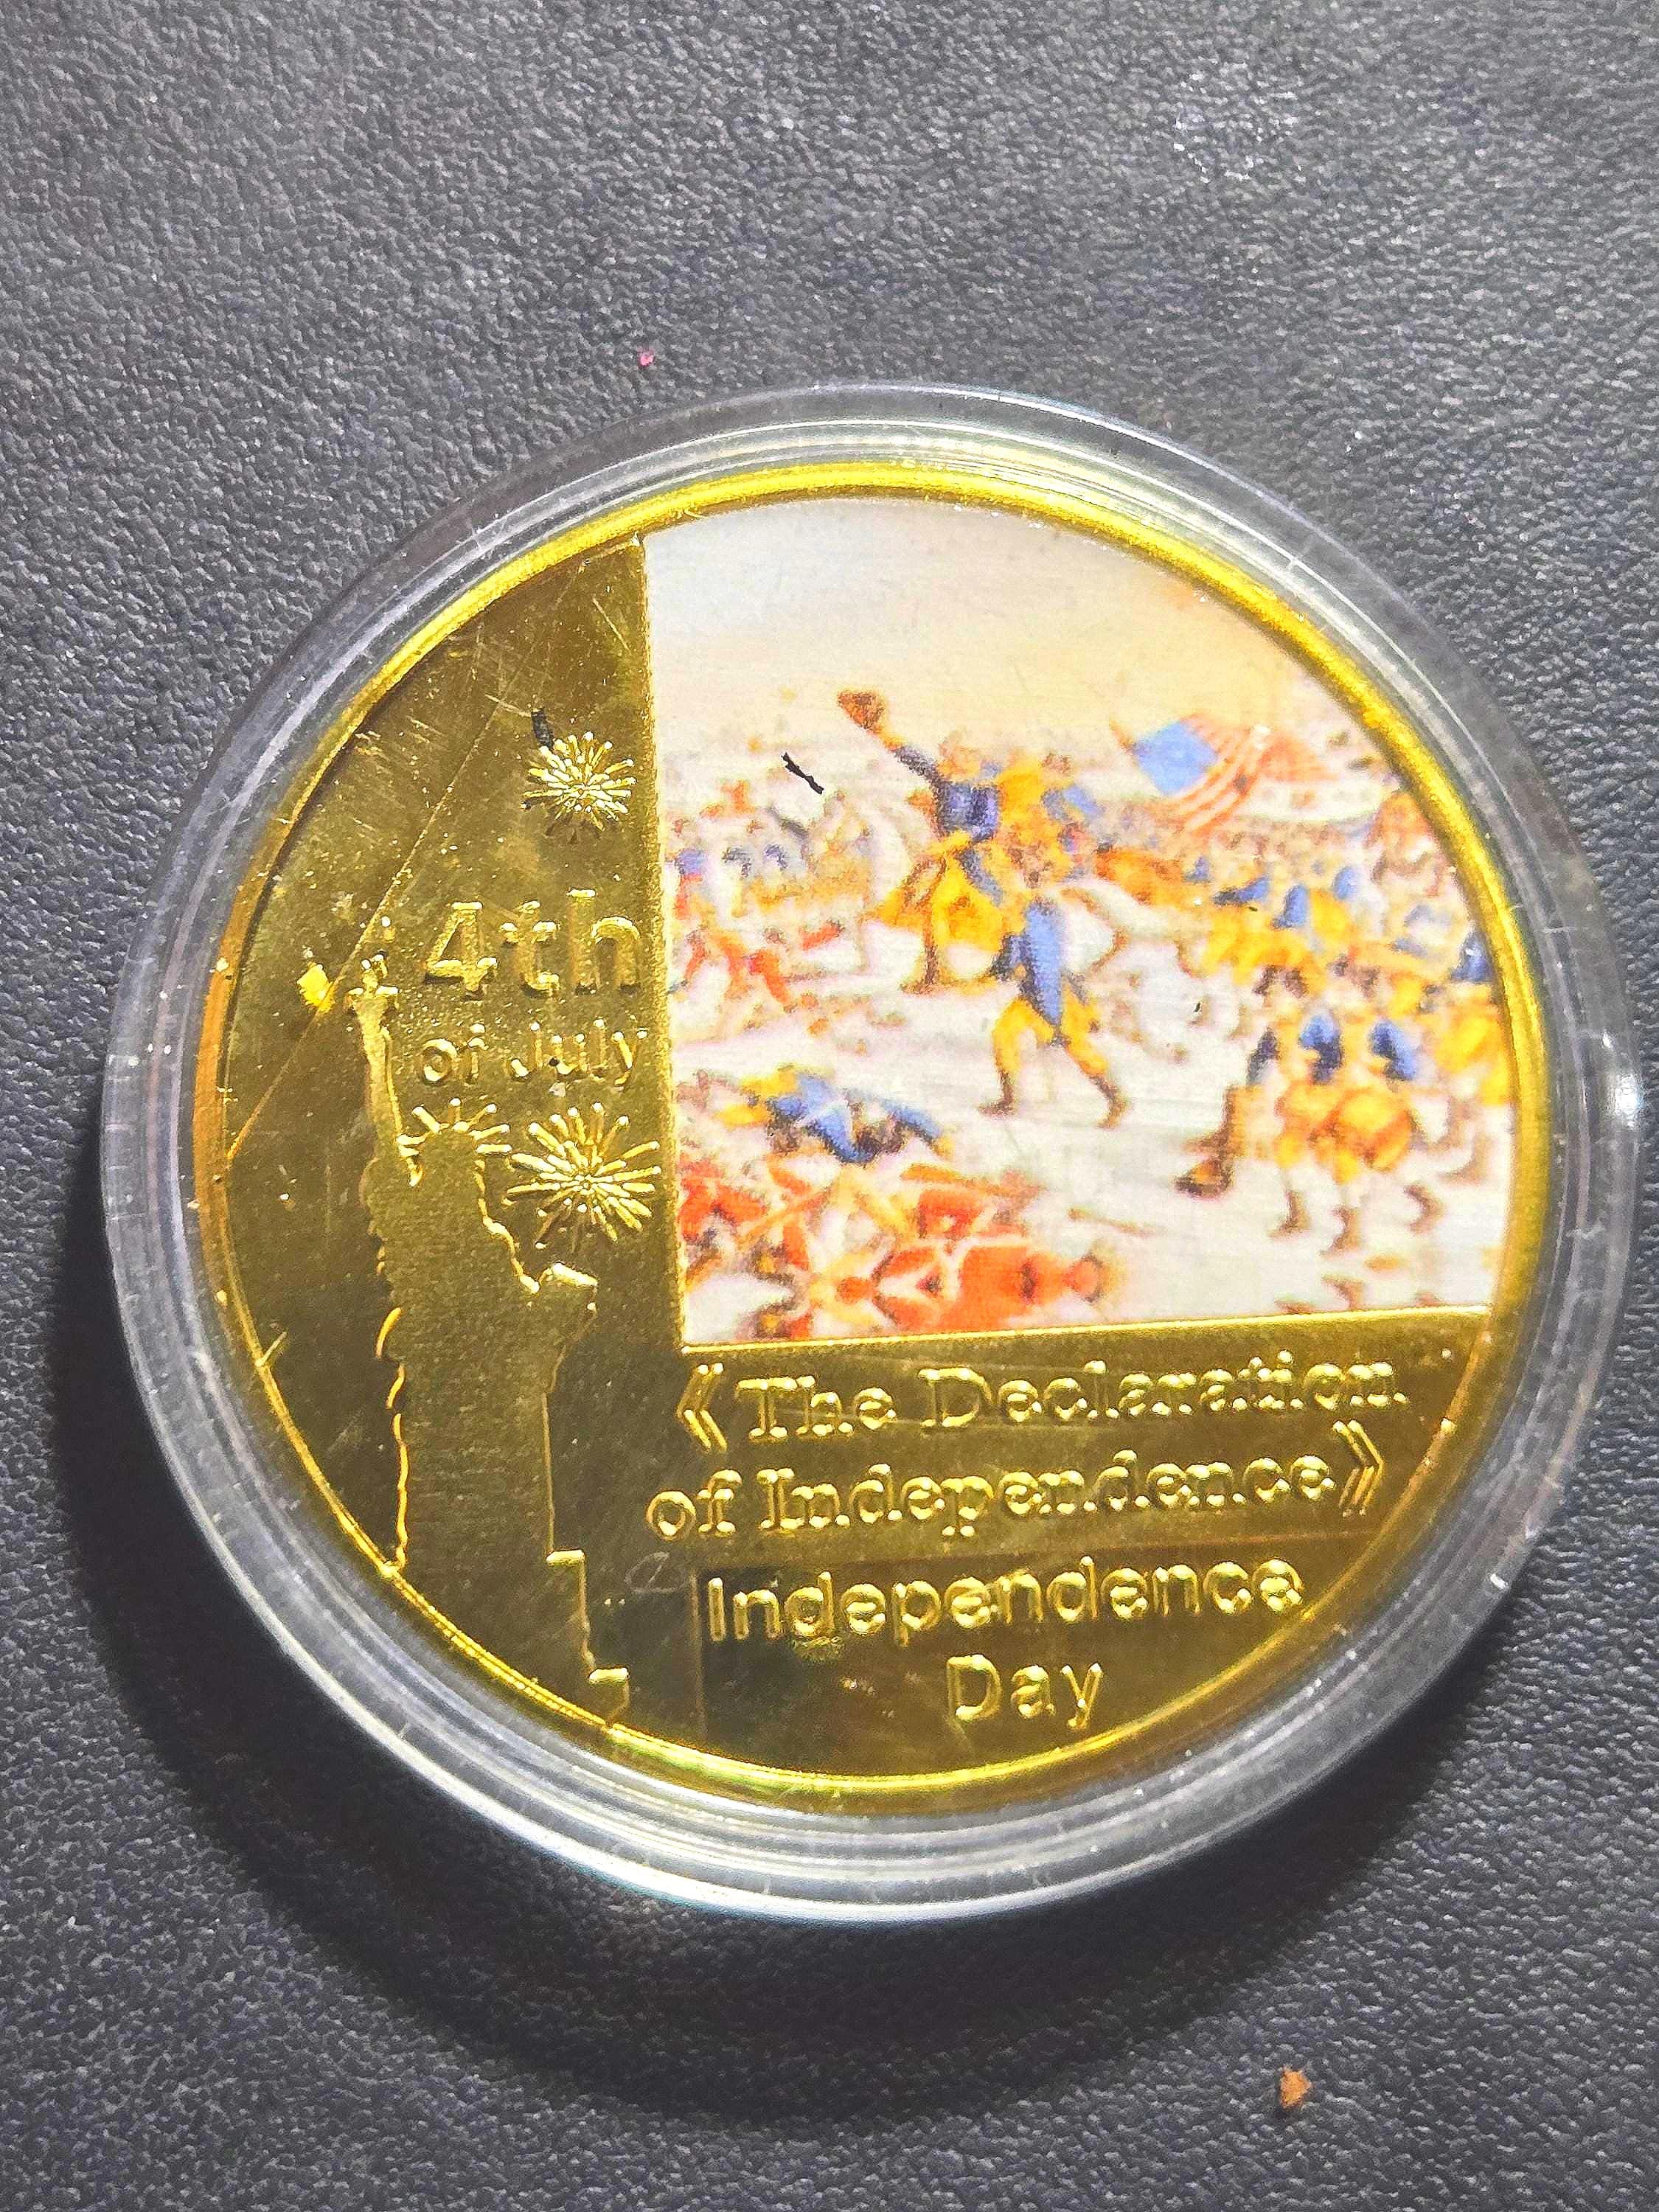 4th
of July
《The Declaration
of Independence》
Independence
Day